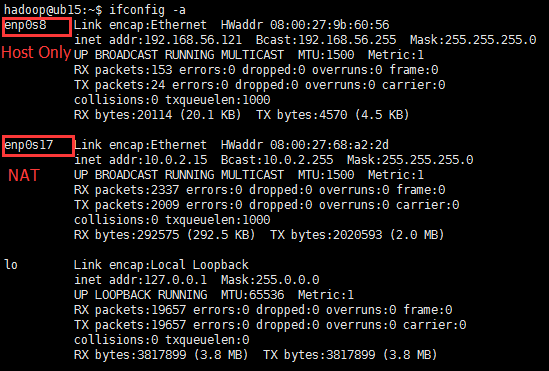 hadoop@ub15:~$ ifconfig -a
enp0s8 Link encap:Ethernet HWaddr 08:00:27:9b:60:56
inet addr:192.168.56.121 Bcast:192.168.56.255 Mask:255.255.255.0
Host Only
UP BROADCAST RUNNING MULTICAST MTU:1500 Metric:1
RX packets:153 errors:0 dropped:0 overruns:0 frame:0
TX packets:24 errors:0 dropped:0 overruns:0 carrier:0
collisions:0 txqueuelen:1000
RX bytes:20114 (20.1 KB) TX bytes:4570 (4.5 KB)
enp0s17 Link encap:Ethernet HWaddr 08:00:27:68:a2:2d
inet addr:10.0.2.15 Bcast:10.0.2.255 Mask:255.255.255.0
NAT
UP BROADCAST RUNNING MULTICAST MTU:1500 Metric:1
RX packets:2337 errors:0 dropped:0 overruns:0 frame:0
TX packets:2009 errors:0 dropped:0 overruns:0 carrier:0
collisions:0 txqueuelen:1000
RX bytes:292575 (292.5 KB) TX bytes:2020593 (2.0 MB)
lo Link encap:Local Loopback
inet addr:127.0.0.1 Mask:255.0.0.0
UP LOOPBACK RUNNING MTU:65536 Metric:1
RX packets:19657 errors:0 dropped:0 overruns:0 frame:0
TX packets:19657 errors:0 dropped:0 overruns:0 carrier:0
collisions:0 txqueuelen:0
RX bytes:3817899 (3.8 MB) TX bytes:3817899 (3.8 MB)